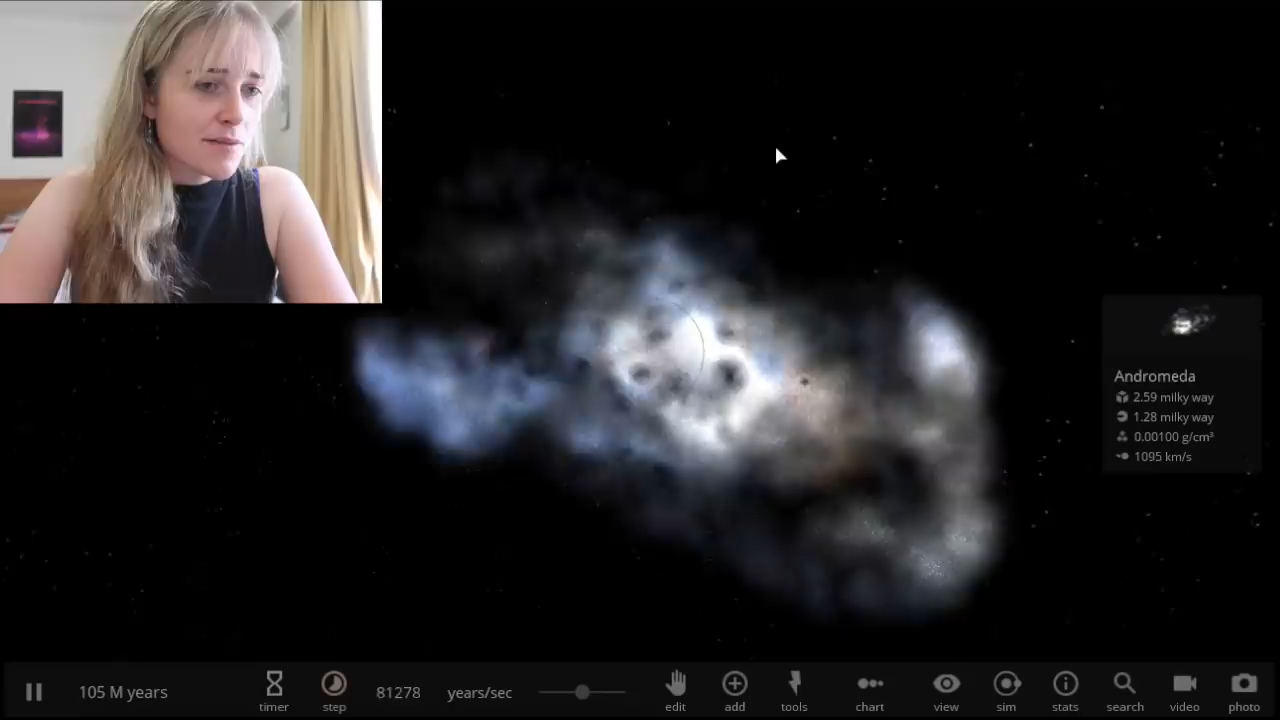 Andromeda
2.59 milky way
1.28 milky way
0.00100 g/cm³
1095 km/s
105 M years
timer
step
81278 years/sec
edit
add
tools
chart
view
sim
stats
search
video
photo